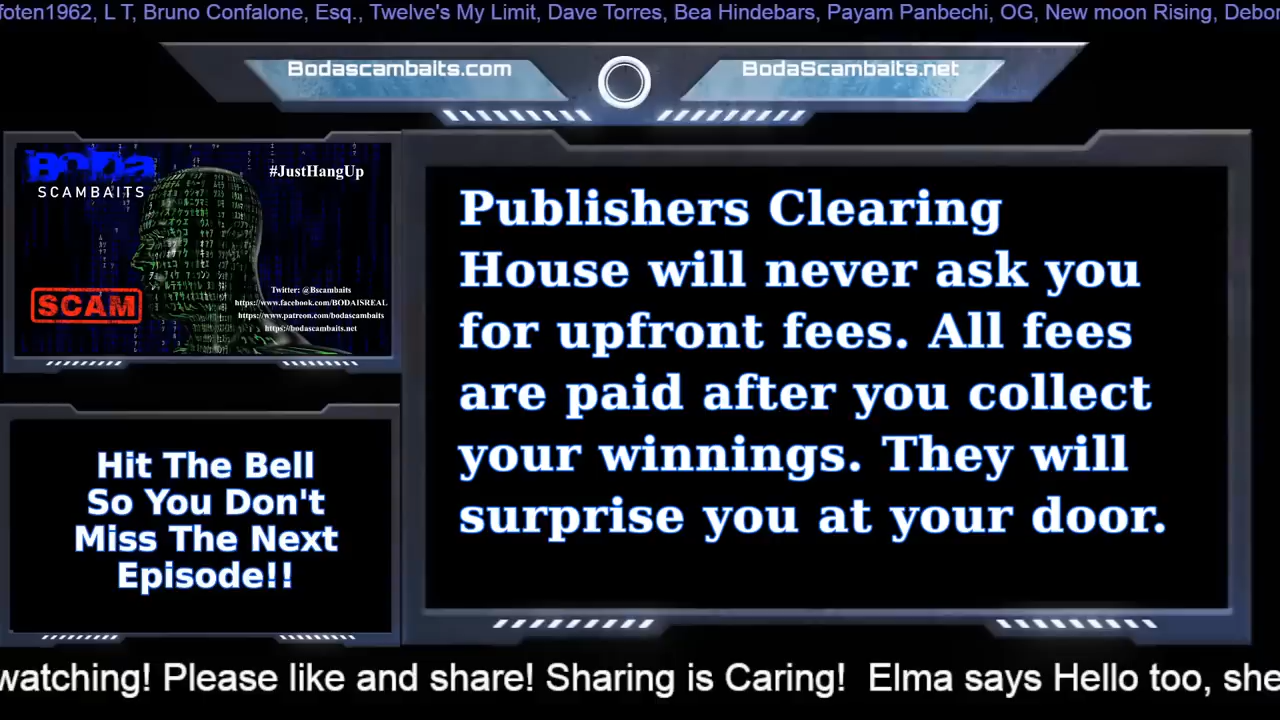 foten1962, L T, Bruno Confalone, Esq., Twelve's My Limit, Dave Torres, Bea Hindebars, Payam Panbechi, OG, New moon Rising, Debor
Bodascambaits.com
BodaScambaits.net
BoDa
SCAMBAITS
#JustHangUp
SCAM
Twitter: @Bscambaits
https://www.facebook.com/BODAISREAL
https://www.patreon.com/bodascambaits
https://bodascambaits.net
Publishers Clearing
House will never ask you
for upfront fees. All fees
are paid after you collect
your winnings. They will
surprise you at your door.
Hit The Bell
So You Don't
Miss The Next
Episode!!
watching! Please like and share! Sharing is Caring! Elma says Hello too, she